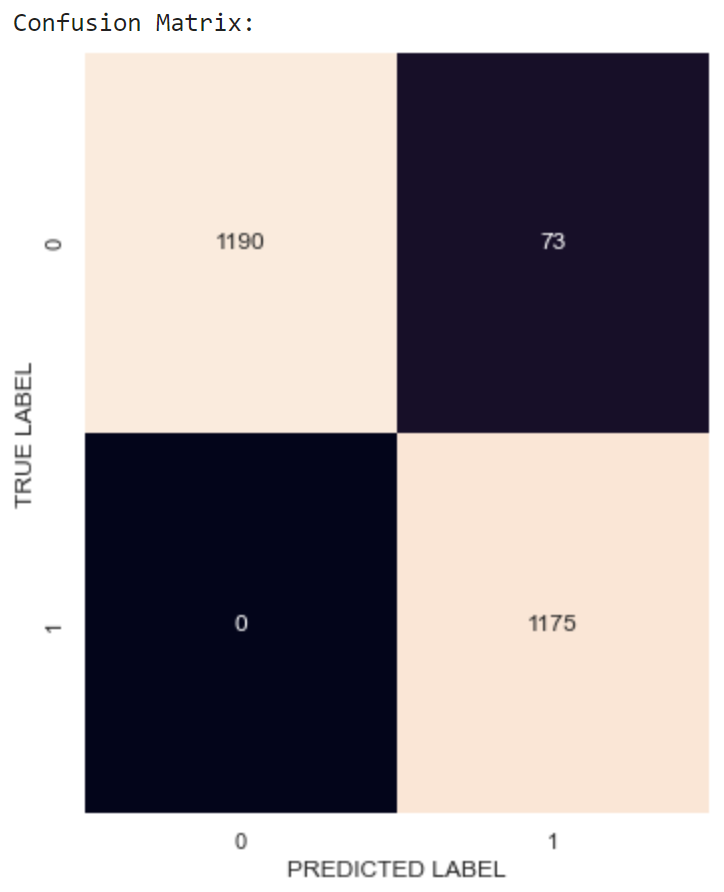 Confusion Matrix:
0
1190
73
TRUE LABEL
1
0
1175
0
1
PREDICTED LABEL